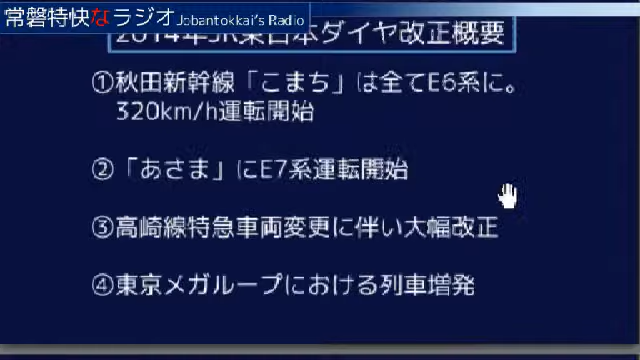 常磐特快なラジオ Jobantokkai's Radio
2014年JR東日本ダイヤ改正概要
①秋田新幹線「こまち」は全てE6系に。
320km/h運転開始
②「あさま」にE7系運転開始
③高崎線特急車両変更に伴い大幅改正
④東京メガループにおける列車増発